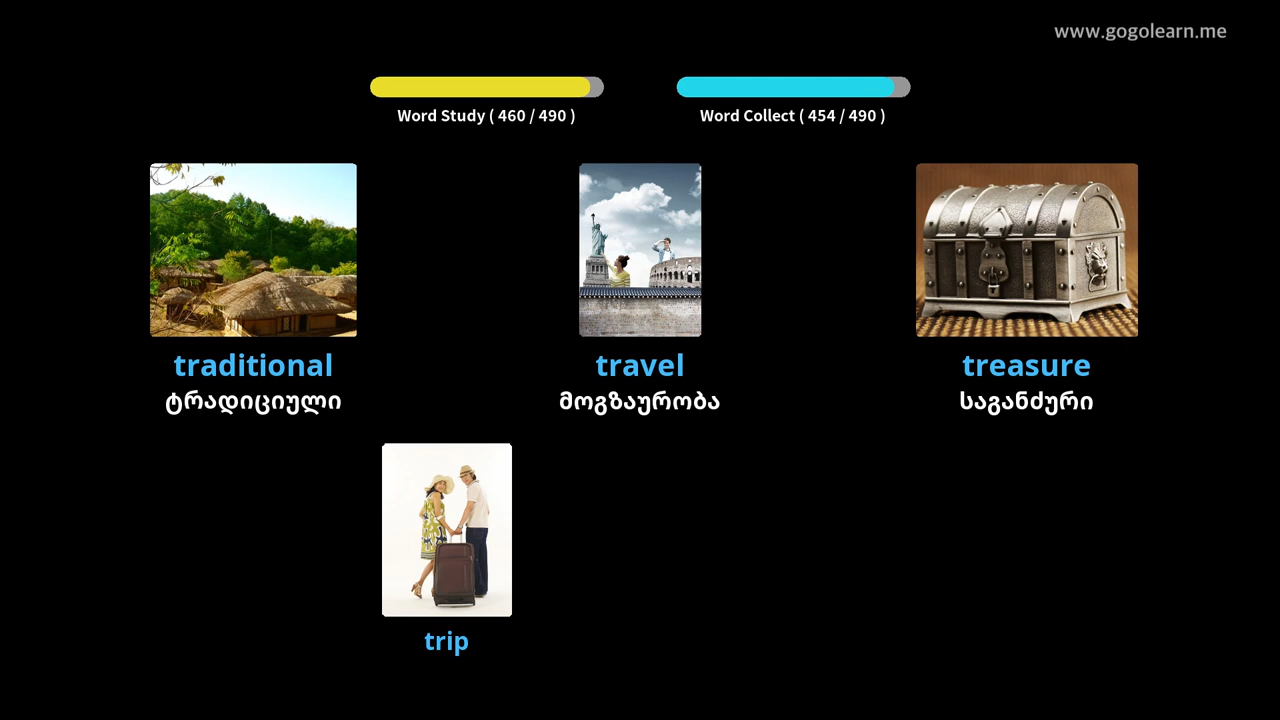 www.gogolearn.me
Word Study ( 460 / 490 )
Word Collect ( 454 / 490 )
traditional
ტრადიციული
travel
მოგზაურობა
treasure
საგანძური
trip